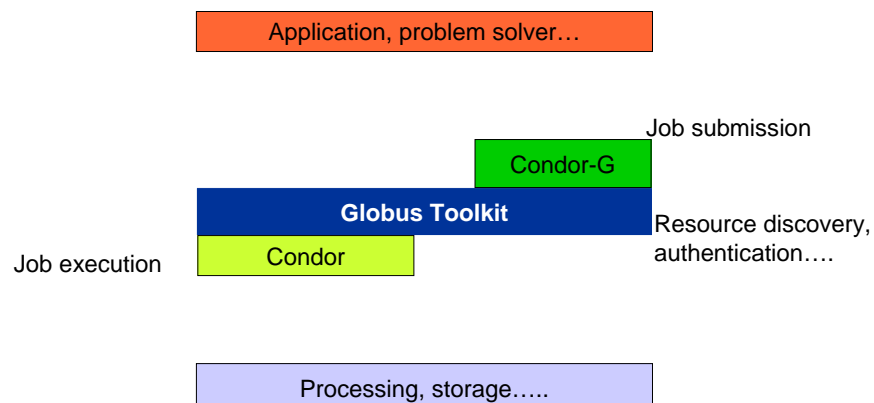 Application, problem solver…
Job submission
Condor-G
Globus Toolkit
Resource discovery,
authentication….
Condor
Job execution
Processing, storage…..